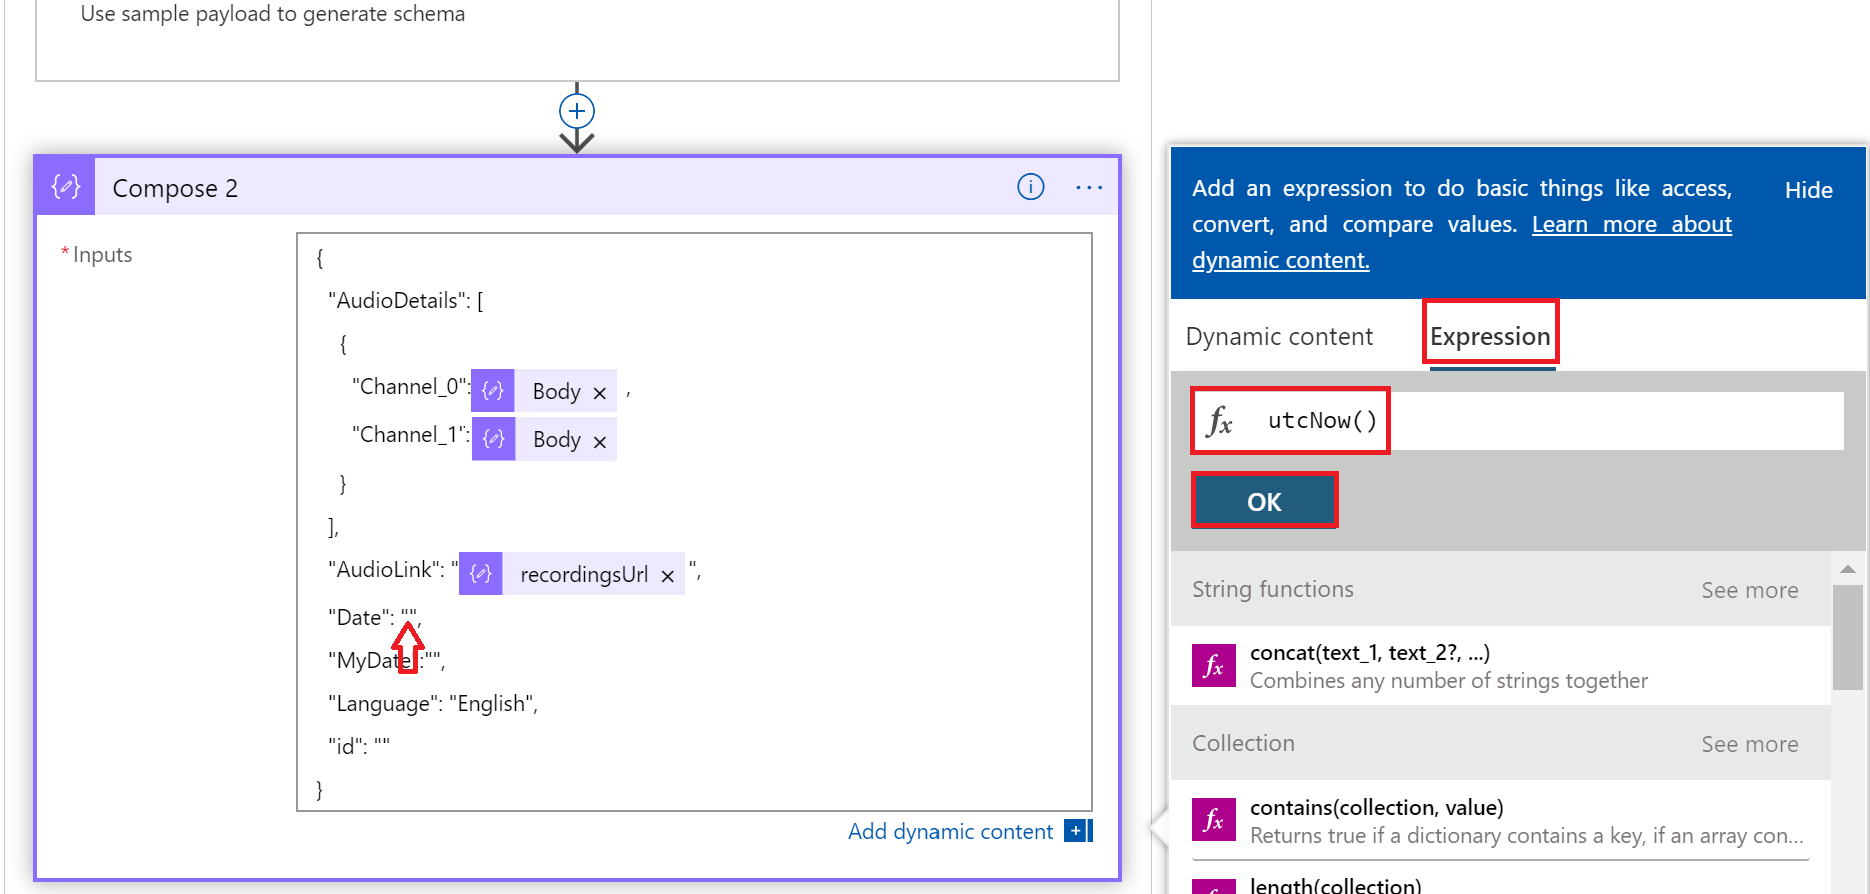 Use sample payload to generate schema
Compose 2
* Inputs
{
"AudioDetails": [
{
"Channel_0": Body × ,
"Channel_1": Body ×
}
],
"AudioLink": " recordingsUrl × ",
"Date": "",
"MyDate":"",
"Language": "English",
"id": ""
}
Add dynamic content
Add an expression to do basic things like access,
convert, and compare values. Learn more about
dynamic content.
Hide
Dynamic content Expression
fx utcNow()
OK
String functions See more
fx concat(text_1, text_2?, ...)
Combines any number of strings together
Collection See more
fx contains(collection, value)
Returns true if a dictionary contains a key, if an array con...
length(collection)